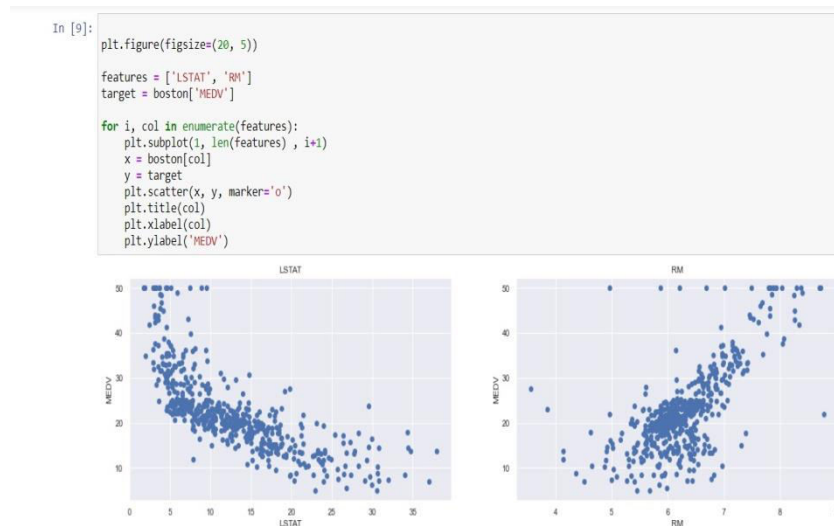 In [9]:
plt.figure(figsize=(20, 5))
features = ['LSTAT', 'RM']
target = boston['MEDV']
for i, col in enumerate(features):
    plt.subplot(1, len(features) , i+1)
    x = boston[col]
    y = target
    plt.scatter(x, y, marker='o')
    plt.title(col)
    plt.xlabel(col)
    plt.ylabel('MEDV')
LSTAT
50
40
30
20
10
MEDV
0 5 10 15 20 25 30 35
LSTAT
RM
50
40
30
20
10
MEDV
4 5 6 7 8
RM